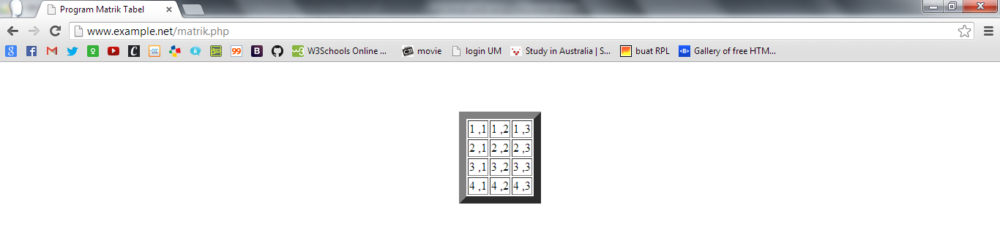 Program Matrik Tabel
www.example.net/matrik.php
W3Schools Online ... movie login UM Study in Australia | S... buat RPL Gallery of free HTM...
1 ,1 1 ,2 1 ,3
2 ,1 2 ,2 2 ,3
3 ,1 3 ,2 3 ,3
4 ,1 4 ,2 4 ,3